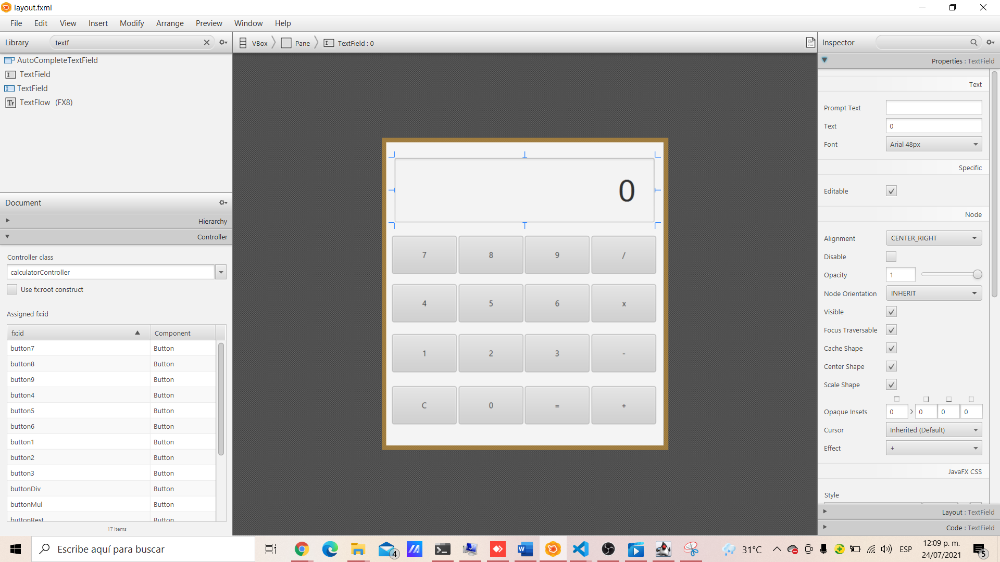 layout.fxml
File Edit View Insert Modify Arrange Preview Window Help
Library textf
VBox Pane TextField : 0
Inspector
AutoCompleteTextField
TextField
TextField
TextFlow (FX8)
Document
Hierarchy
Controller
Controller class
calculatorController
Use fx:root construct
Assigned fx:id
fx:id Component
button7 Button
button8 Button
button9 Button
button4 Button
button5 Button
button6 Button
button1 Button
button2 Button
button3 Button
buttonDiv Button
buttonMul Button
buttonRest Button
17 items
0
7 8 9 /
4 5 6 x
1 2 3 -
C 0 = +
Properties : TextField
Text
Prompt Text
Text 0
Font Arial 48px
Specific
Editable
Node
Alignment CENTER_RIGHT
Disable
Opacity 1
Node Orientation INHERIT
Visible
Focus Traversable
Cache Shape
Center Shape
Scale Shape
Opaque Insets 0 0 0 0
Cursor Inherited (Default)
Effect +
JavaFX CSS
Style
Layout : TextField
Code : TextField
Escribe aquí para buscar
4
31°C
ESP
12:09 p. m.
24/07/2021
5